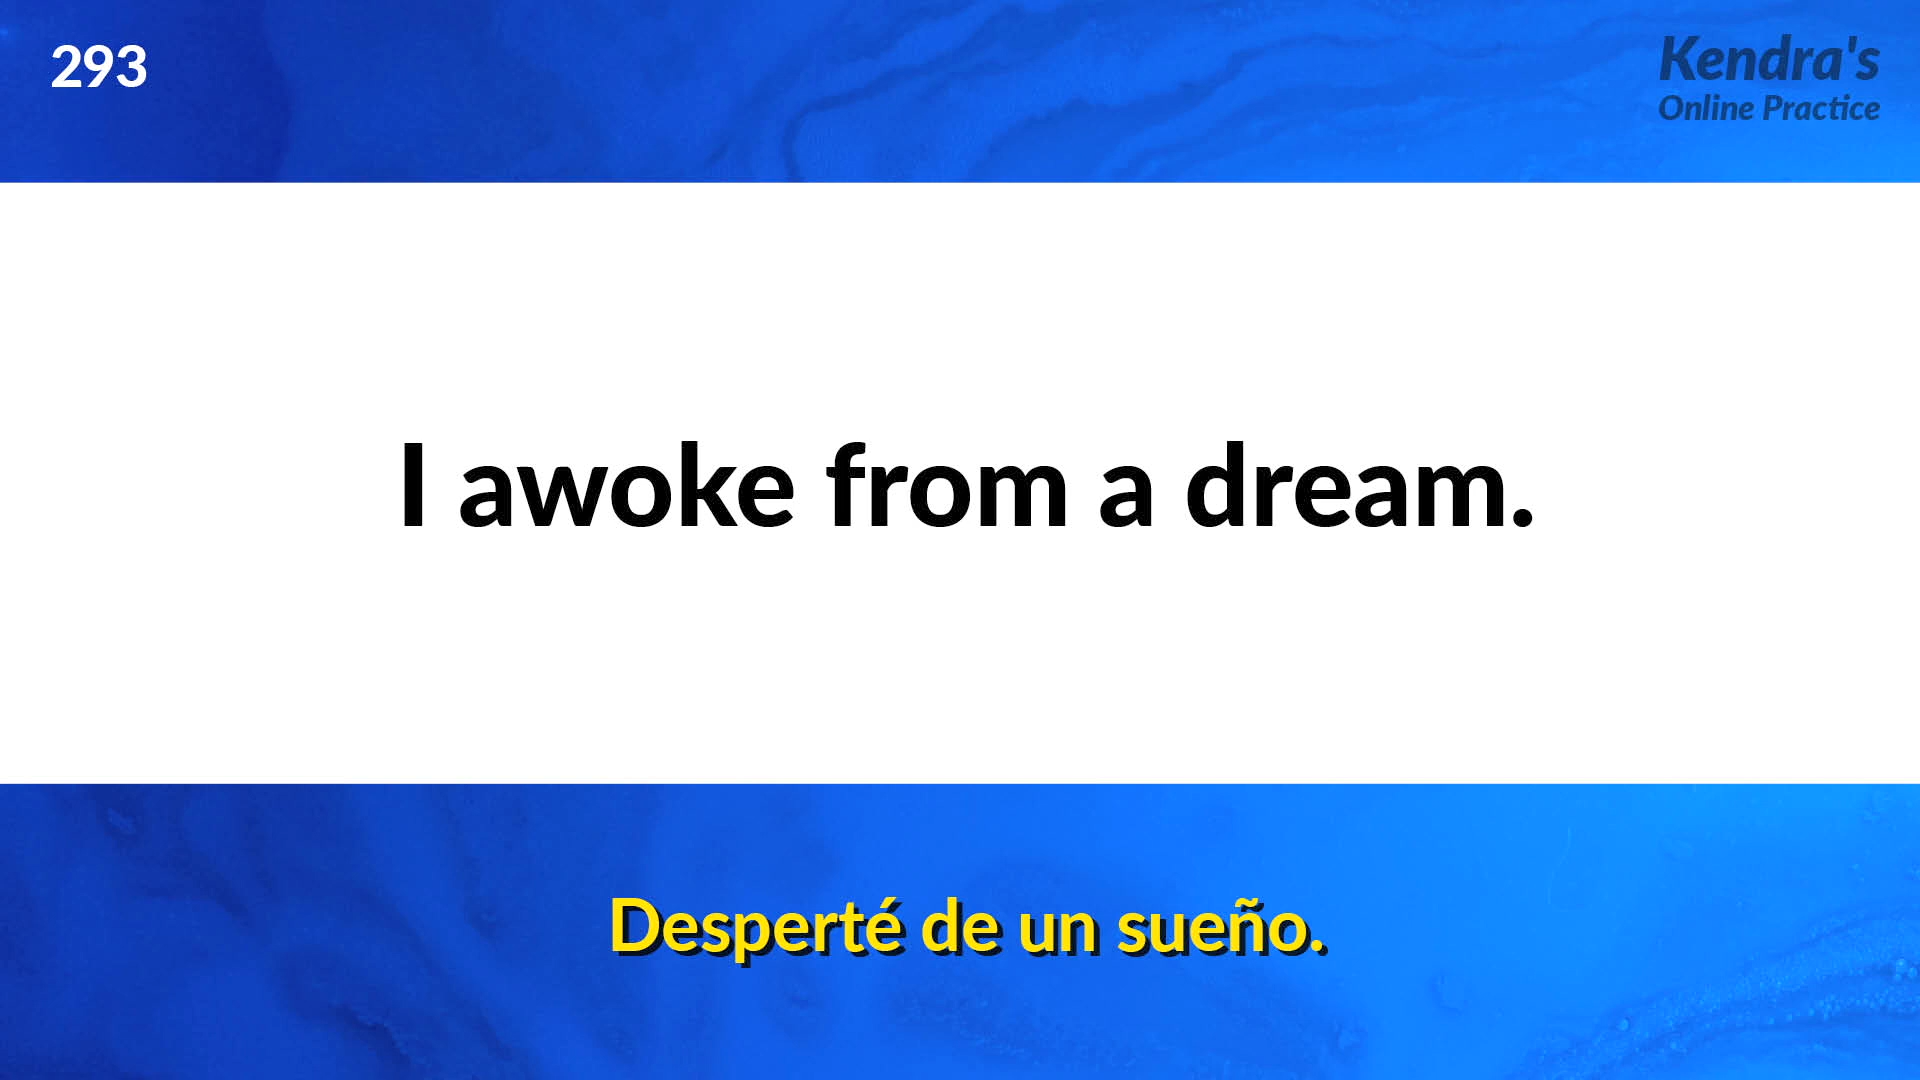 293
Kendra's
Online Practice
I awoke from a dream.
Desperté de un sueño.